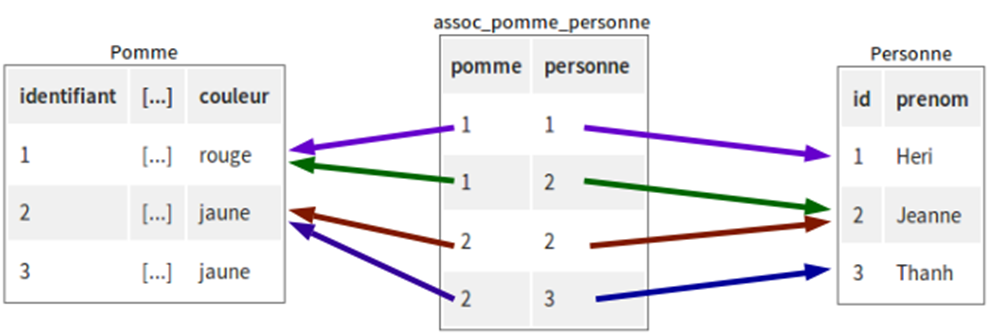 Pomme
identifiant [...] couleur
1 [...] rouge
2 [...] jaune
3 [...] jaune
assoc_pomme_personne
pomme personne
1 1
1 2
2 2
2 3
Personne
id prenom
1 Heri
2 Jeanne
3 Thanh